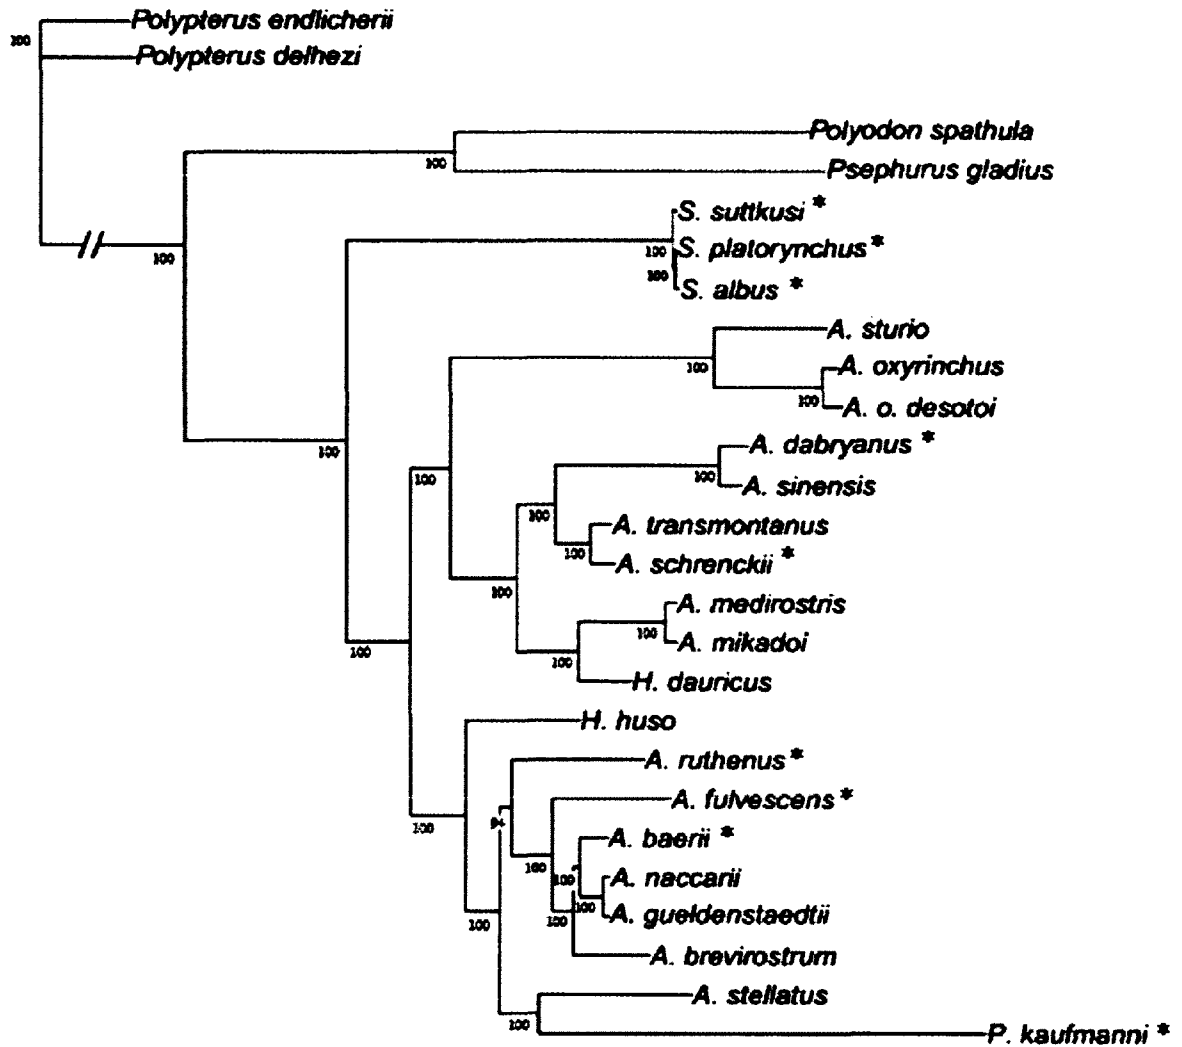 Polypterus endlicherii
100
Polypterus delhezi
Polyodon spathula
100
Psephurus gladius
S. suttkusi *
100
S. platorynchus *
100
100
S. albus *
A. sturio
100
A. oxyrinchus
100
A. o. desotoi
A. dabryanus *
100
100
100
A. sinensis
100
A. transmontanus
100
A. schrenckii *
100
A. medirostris
100
A. mikadoi
100
100
H. dauricus
H. huso
A. ruthenus *
A. fulvescens *
100
A. baerii *
100
100
A. naccarii
100
100
100
A. gueldenstaedtii
A. brevirostrum
A. stellatus
100
P. kaufmanni *